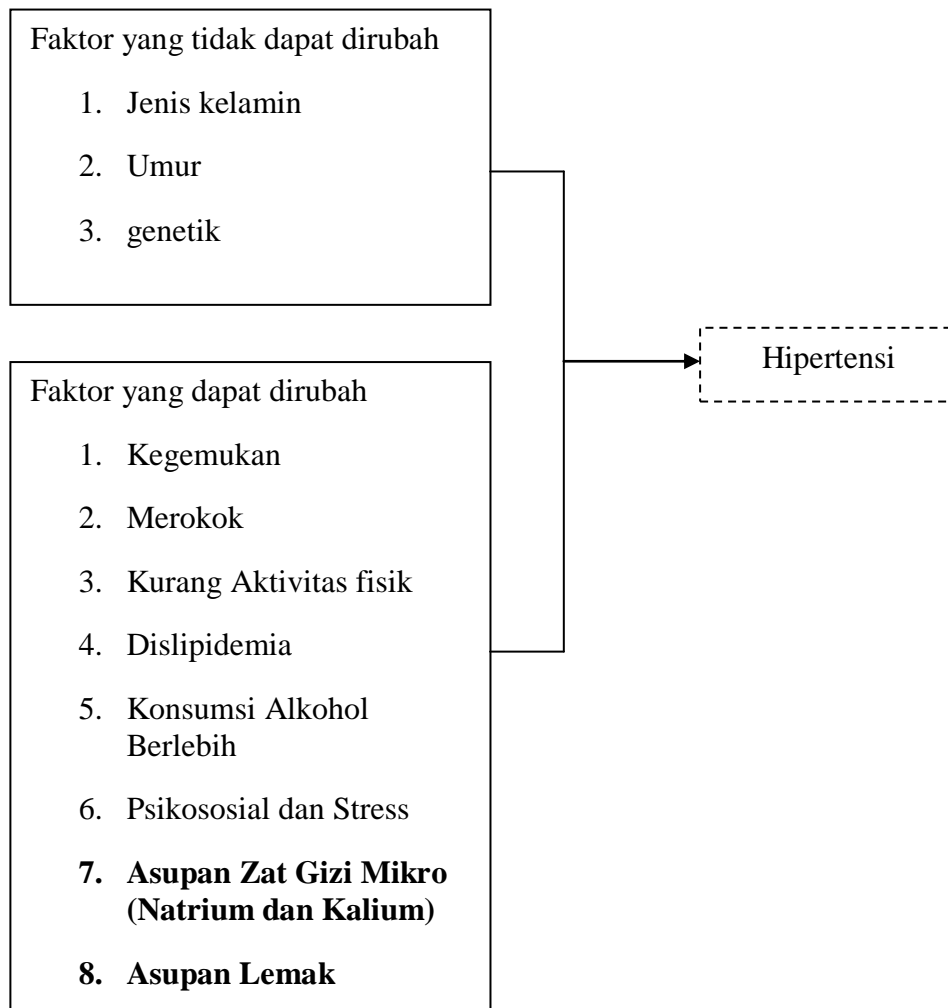 Faktor yang tidak dapat dirubah
1. Jenis kelamin
2. Umur
3. genetik
Hipertensi
Faktor yang dapat dirubah
1. Kegemukan
2. Merokok
3. Kurang Aktivitas fisik
4. Dislipidemia
5. Konsumsi Alkohol
Berlebih
6. Psikososial dan Stress
7. Asupan Zat Gizi Mikro
(Natrium dan Kalium)
8. Asupan Lemak